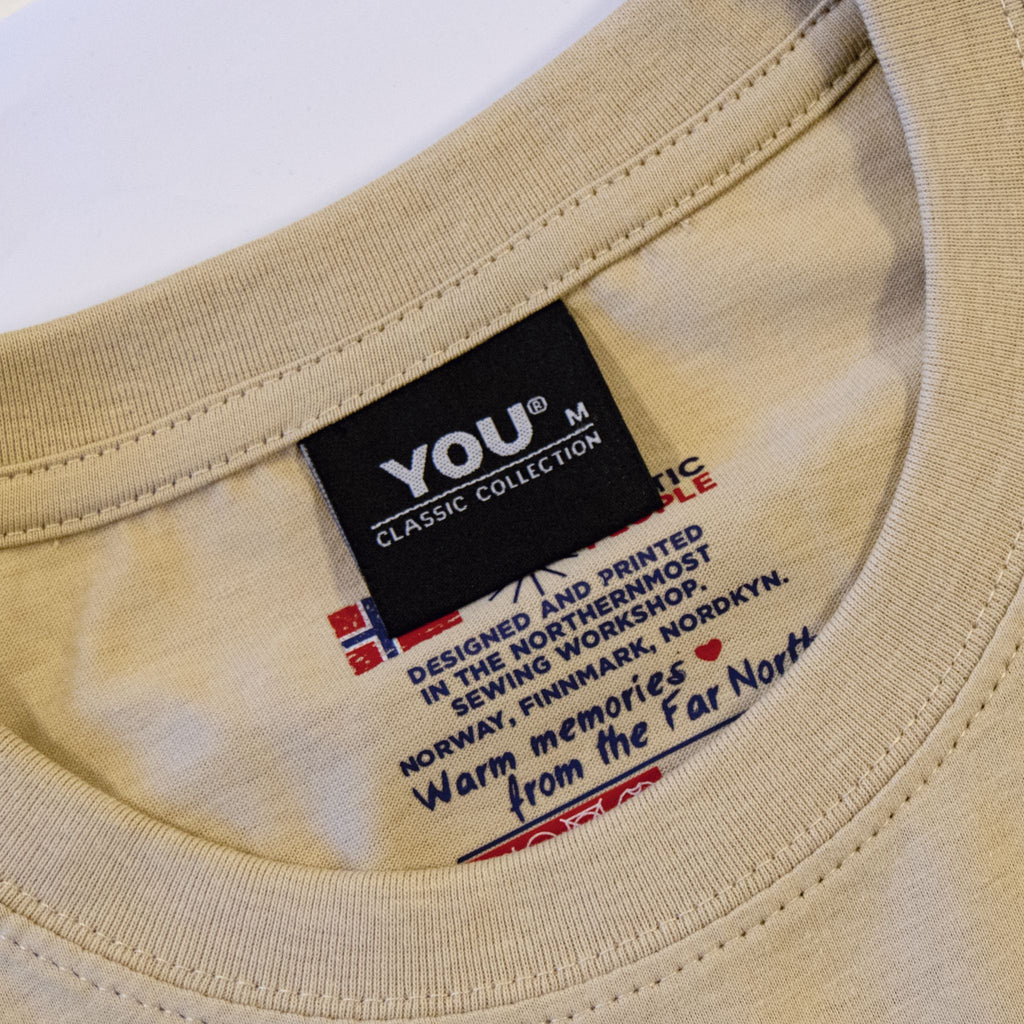 YOU® M
CLASSIC COLLECTION
DESIGNED AND PRINTED
IN THE NORTHERNMOST
SEWING WORKSHOP.
NORWAY, FINNMARK, NORDKYN.
Warm memories
from the Far North